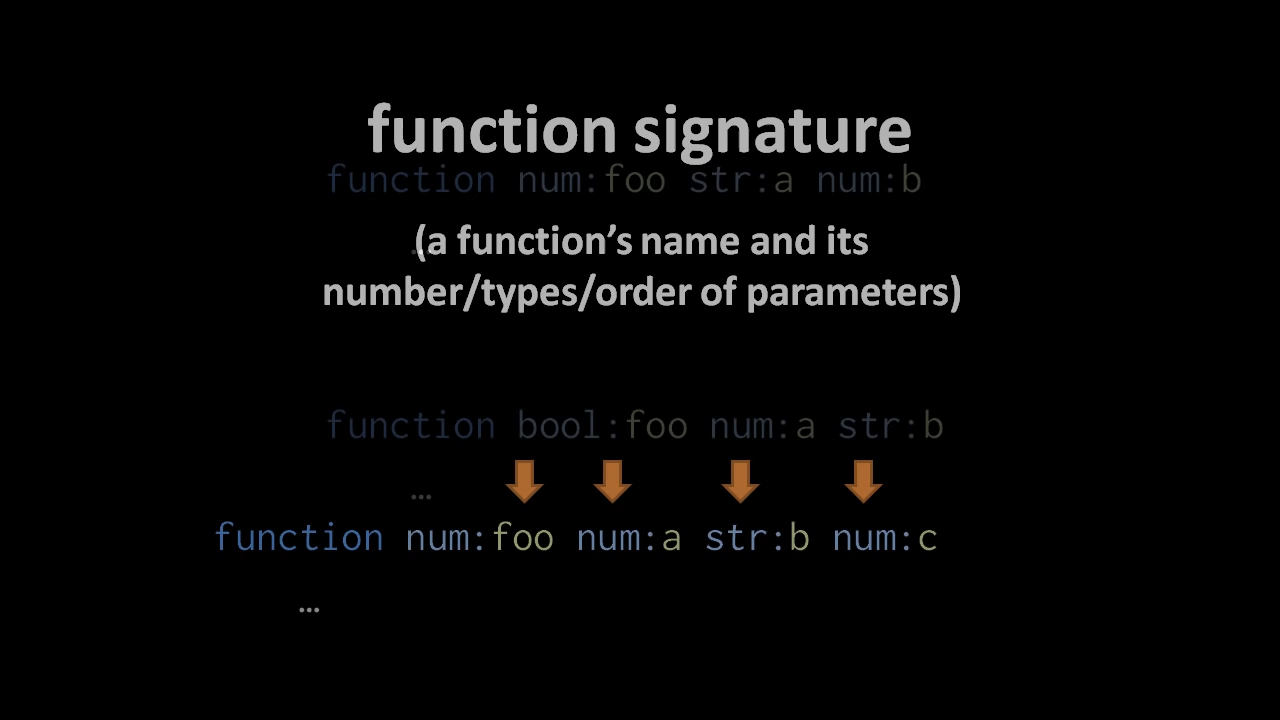 function signature
function num:foo str:a num:b
(a function’s name and its
number/types/order of parameters)
function bool:foo num:a str:b
…
function num:foo num:a str:b num:c
…